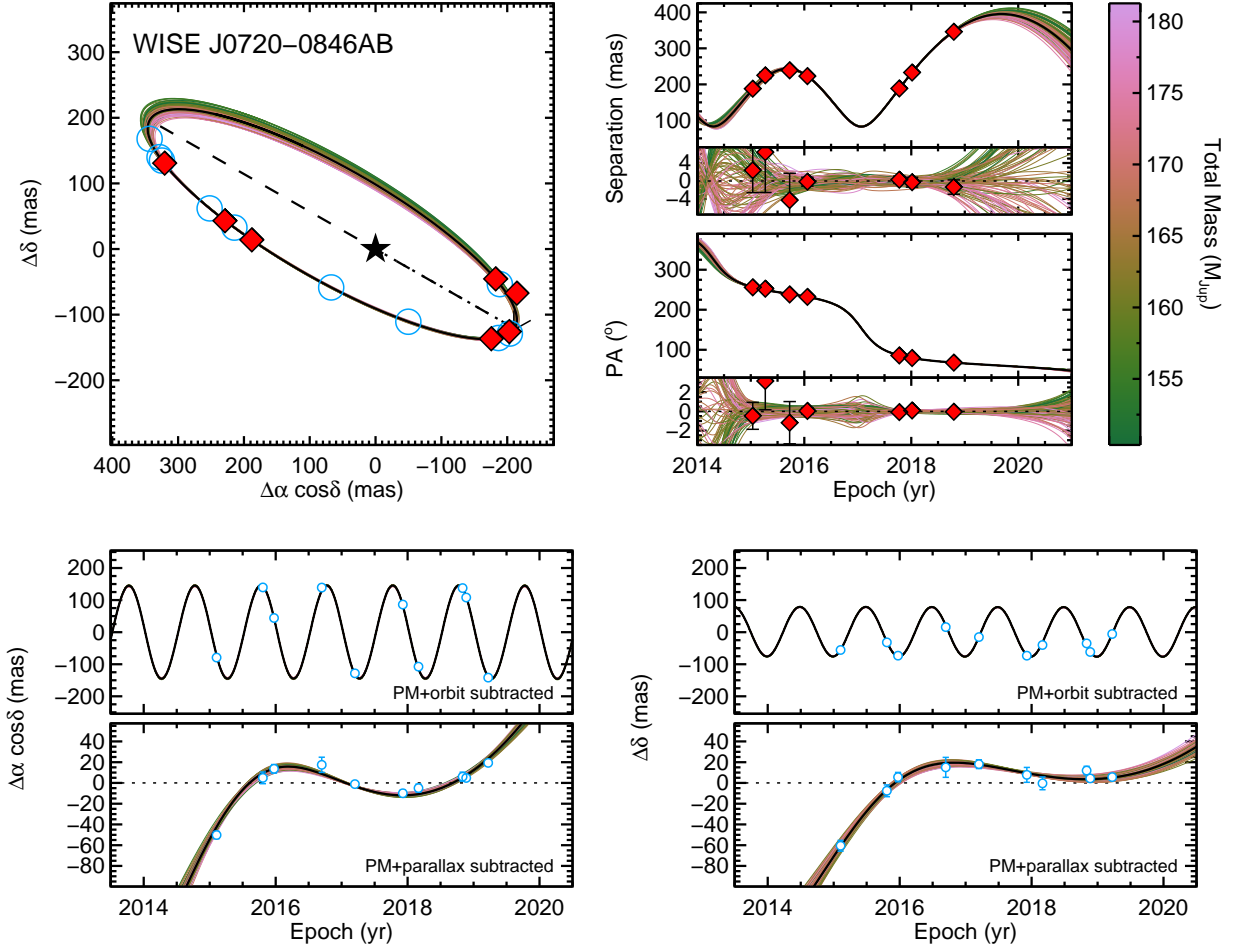 WISE J0720−0846AB
300
200
100
0
−100
−200
Δδ (mas)
400 300 200 100 0 −100 −200
Δα cosδ (mas)
400
300
200
100
Separation (mas)
4
0
−4
300
200
100
PA (°)
2
0
−2
2014 2016 2018 2020
Epoch (yr)
180
175
170
165
160
155
Total Mass (M_Jup)
200
100
0
−100
−200
PM+orbit subtracted
Δα cosδ (mas)
40
20
0
−20
−40
−60
−80
PM+parallax subtracted
2014 2016 2018 2020
Epoch (yr)
200
100
0
−100
−200
PM+orbit subtracted
Δδ (mas)
40
20
0
−20
−40
−60
−80
PM+parallax subtracted
2014 2016 2018 2020
Epoch (yr)